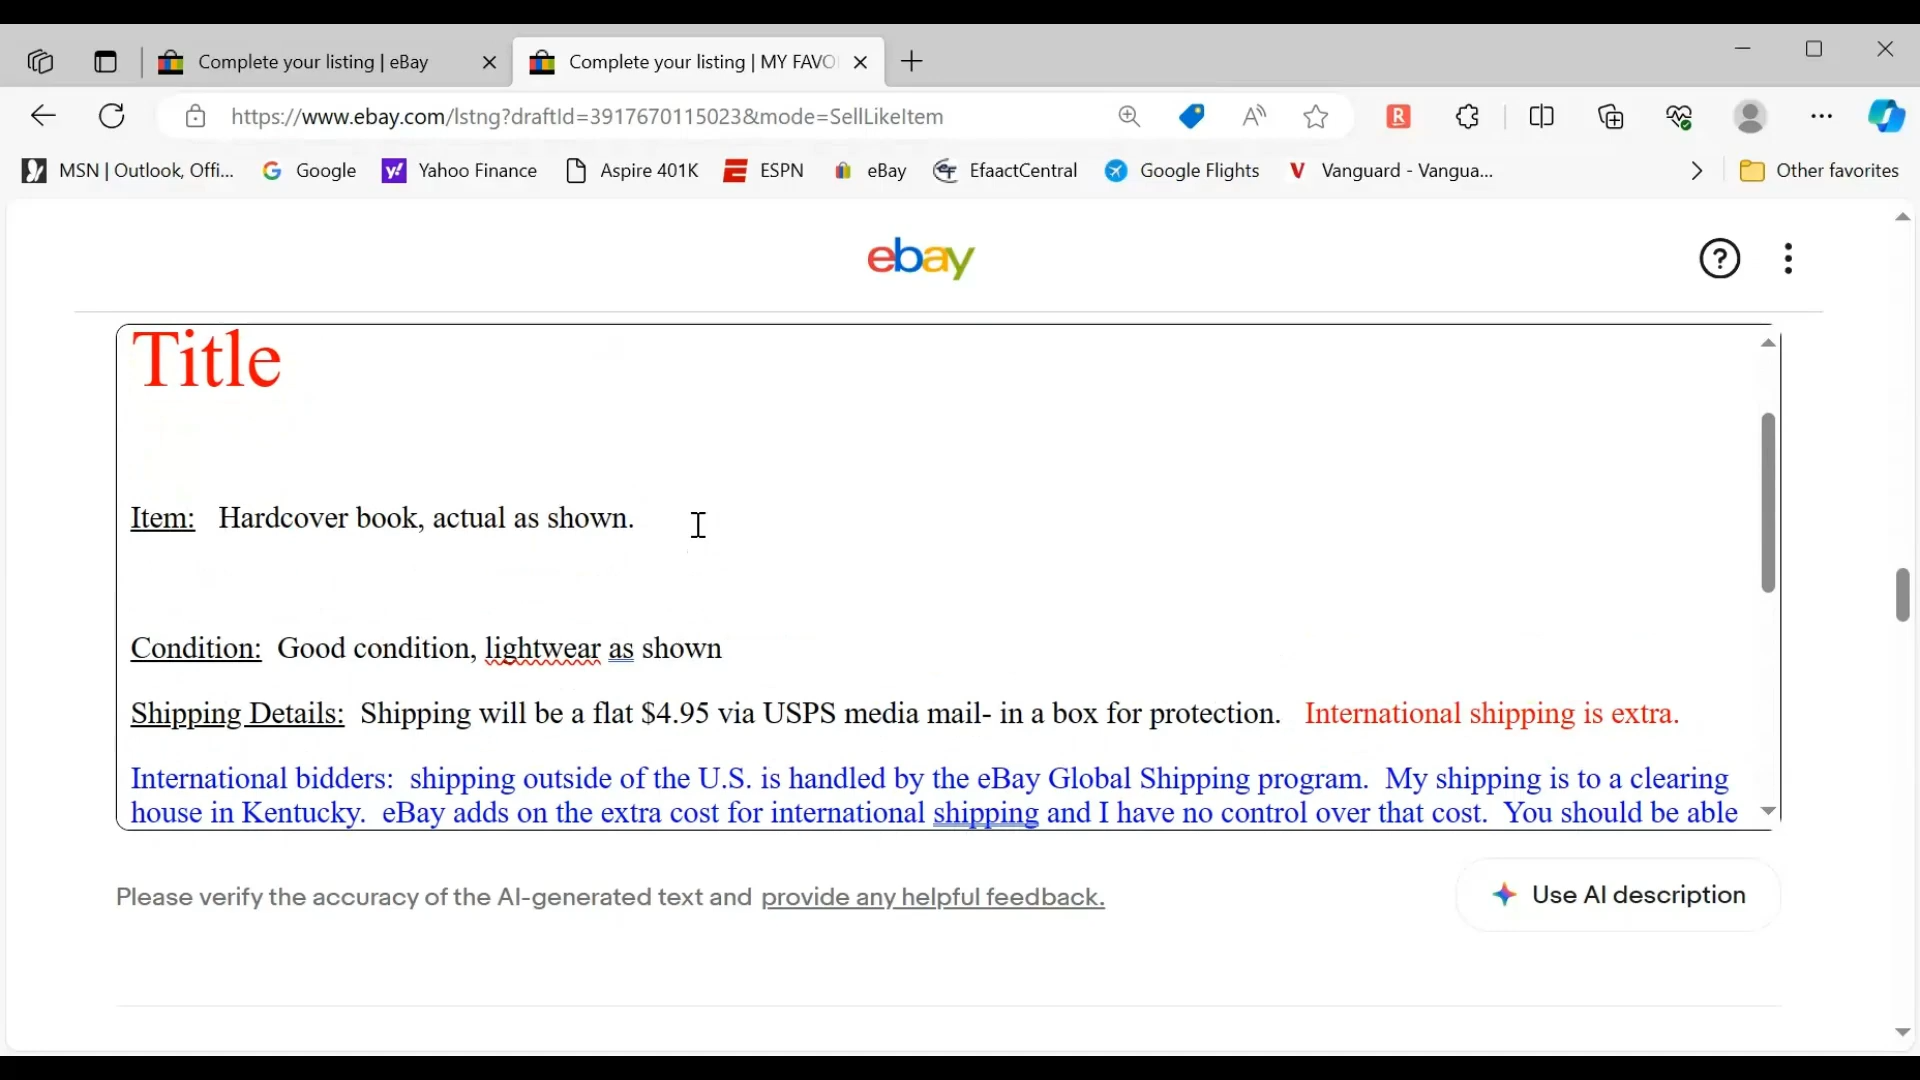 Complete your listing | eBay
Complete your listing | MY FAVO
https://www.ebay.com/lstng?draftId=3917670115023&mode=SellLikeItem
R
MSN | Outlook, Offi...
G Google
y! Yahoo Finance
Aspire 401K
ESPN
eBay
EfaactCentral
Google Flights
V Vanguard - Vangua...
Other favorites
ebay
?
Title
Item: Hardcover book, actual as shown.
Condition: Good condition, lightwear as shown
Shipping Details: Shipping will be a flat $4.95 via USPS media mail- in a box for protection. International shipping is extra.
International bidders: shipping outside of the U.S. is handled by the eBay Global Shipping program. My shipping is to a clearing
house in Kentucky. eBay adds on the extra cost for international shipping and I have no control over that cost. You should be able
Please verify the accuracy of the AI-generated text and provide any helpful feedback.
Use AI description